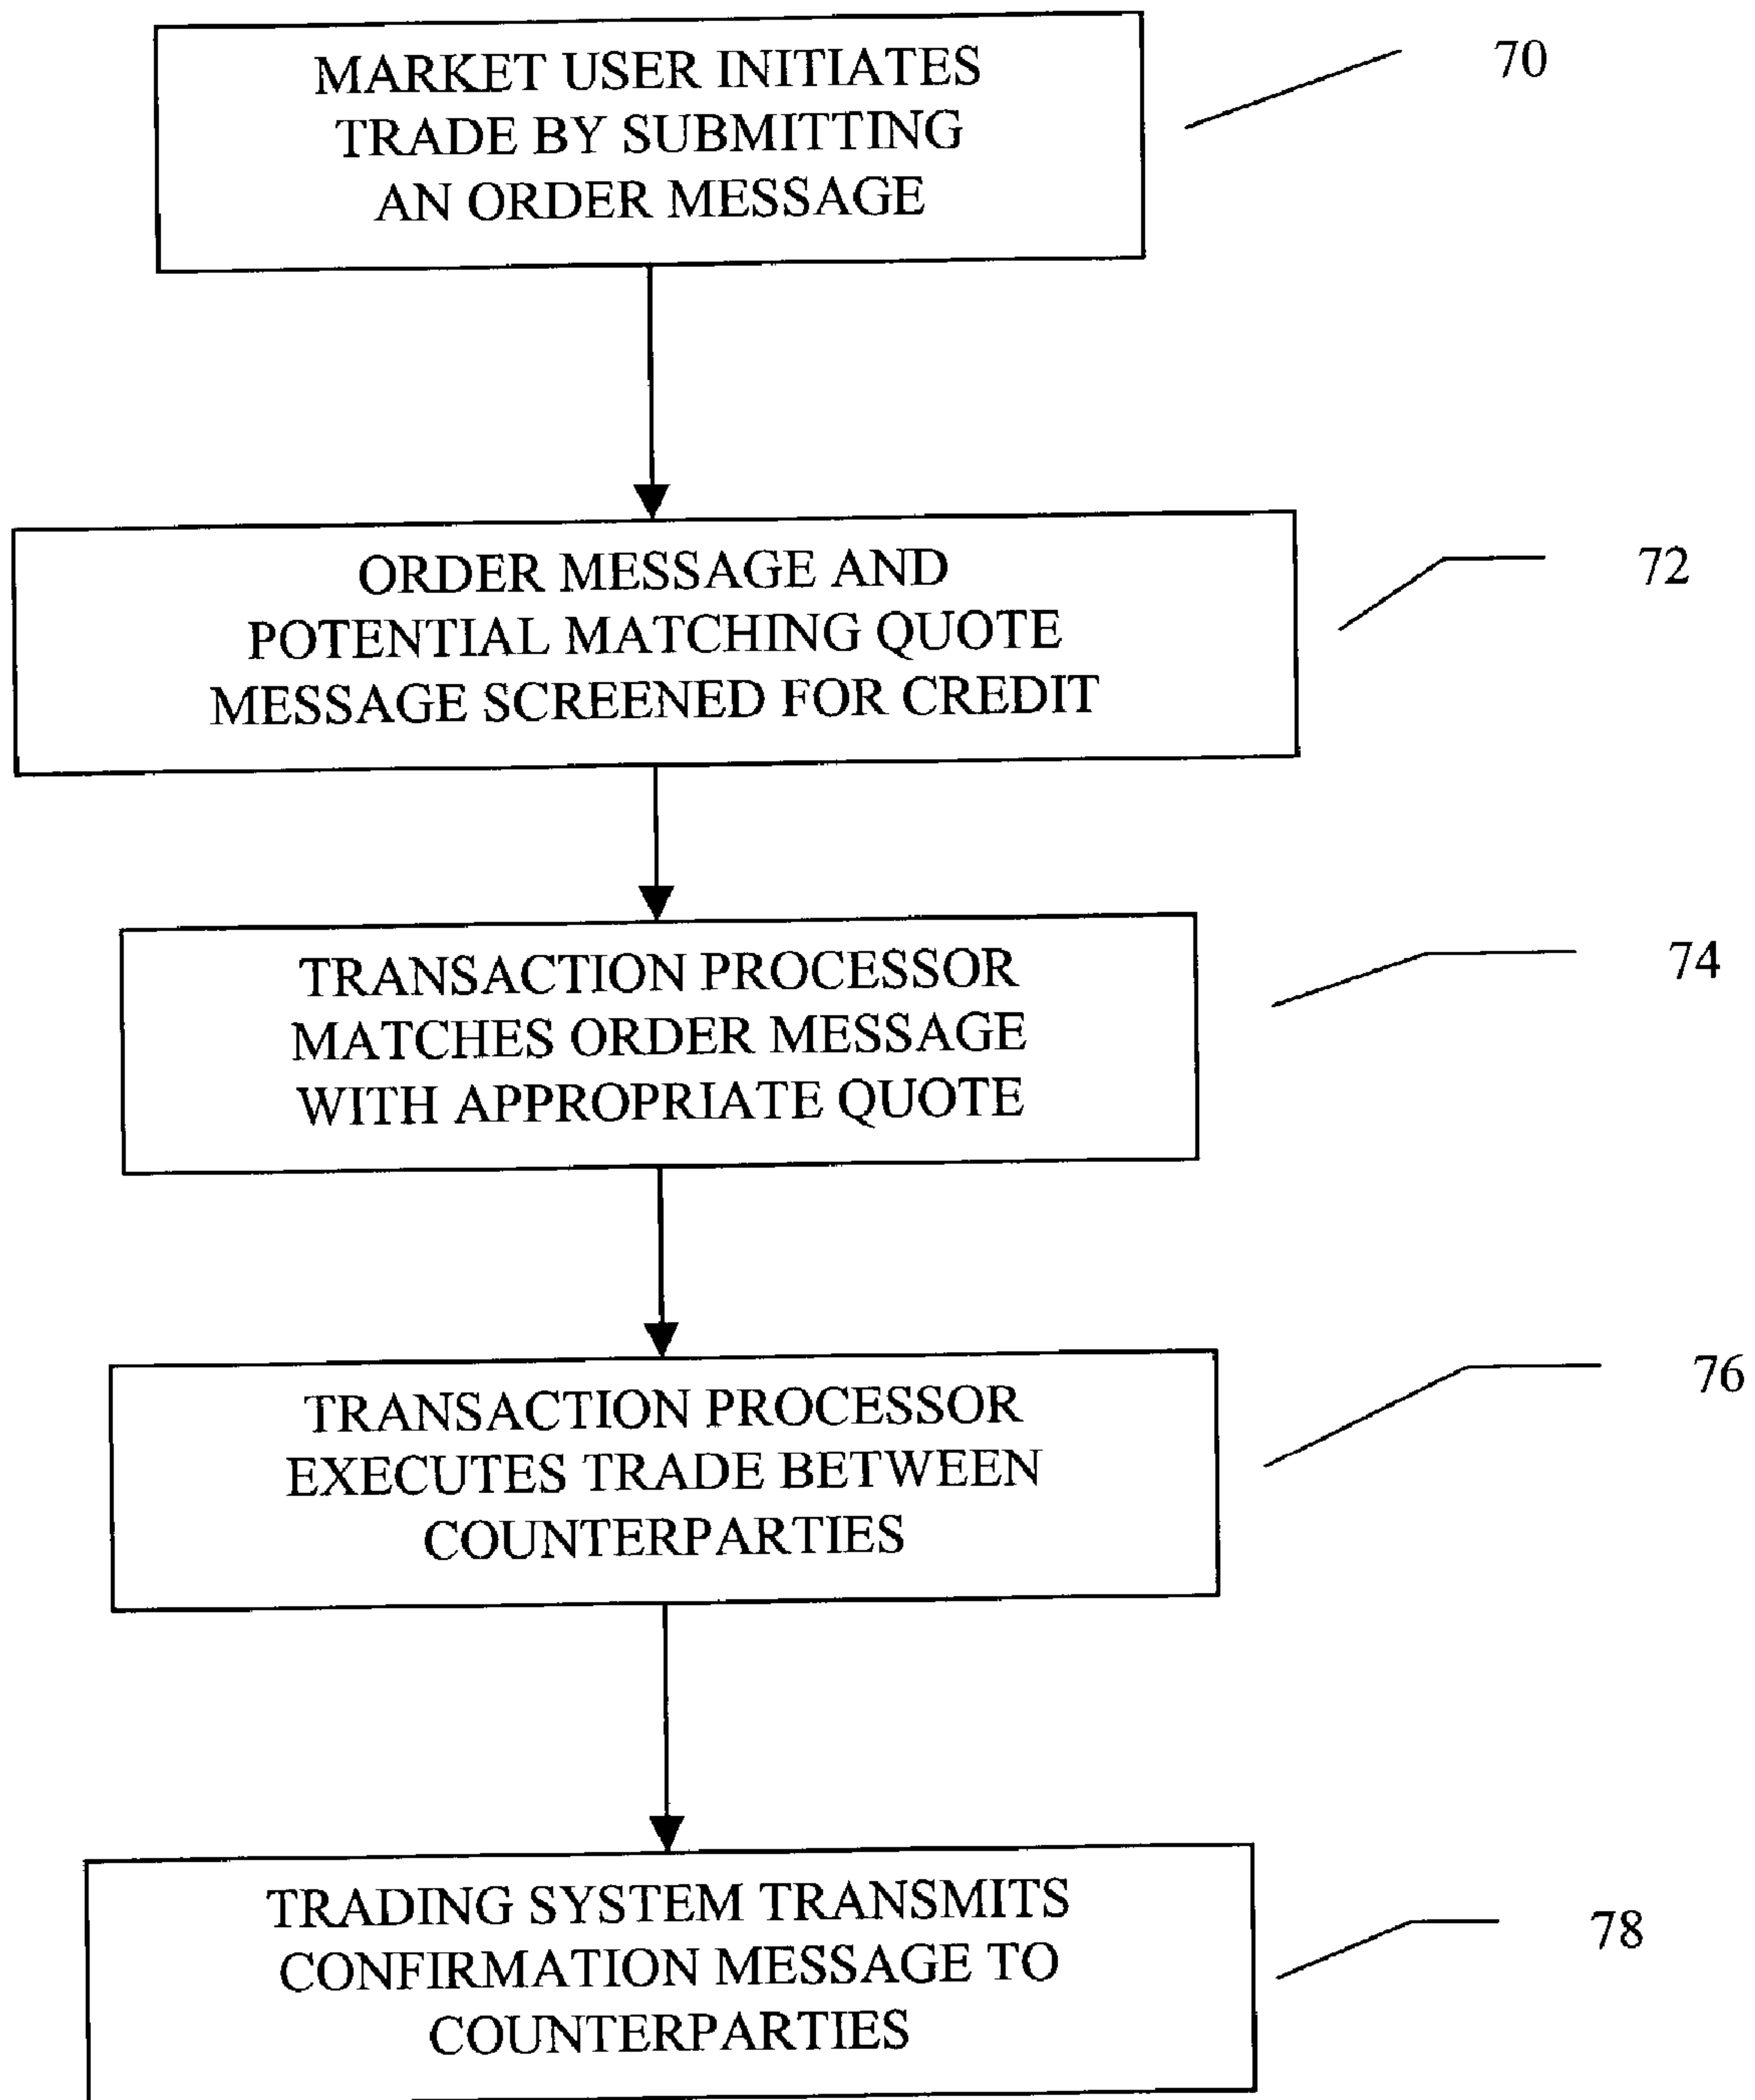 MARKET USER INITIATES
TRADE BY SUBMITTING
AN ORDER MESSAGE
70
ORDER MESSAGE AND
POTENTIAL MATCHING QUOTE
MESSAGE SCREENED FOR CREDIT
72
TRANSACTION PROCESSOR
MATCHES ORDER MESSAGE
WITH APPROPRIATE QUOTE
74
TRANSACTION PROCESSOR
EXECUTES TRADE BETWEEN
COUNTERPARTIES
76
TRADING SYSTEM TRANSMITS
CONFIRMATION MESSAGE TO
COUNTERPARTIES
78